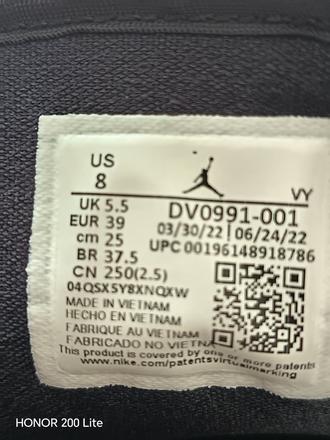 US
8
VY
UK 5.5
EUR 39
cm 25
BR 37.5
CN 250(2.5)
DV0991-001
03/30/22 | 06/24/22
UPC 00196148918786
04QSX5Y8XNQXW
MADE IN VIETNAM
HECHO EN VIETNAM
FABRIQUE AU VIETNAM
FABRICADO NO VIETNA
This product is covered by one or more patents
www.nike.com/patentsvirtualmarking
HONOR 200 Lite